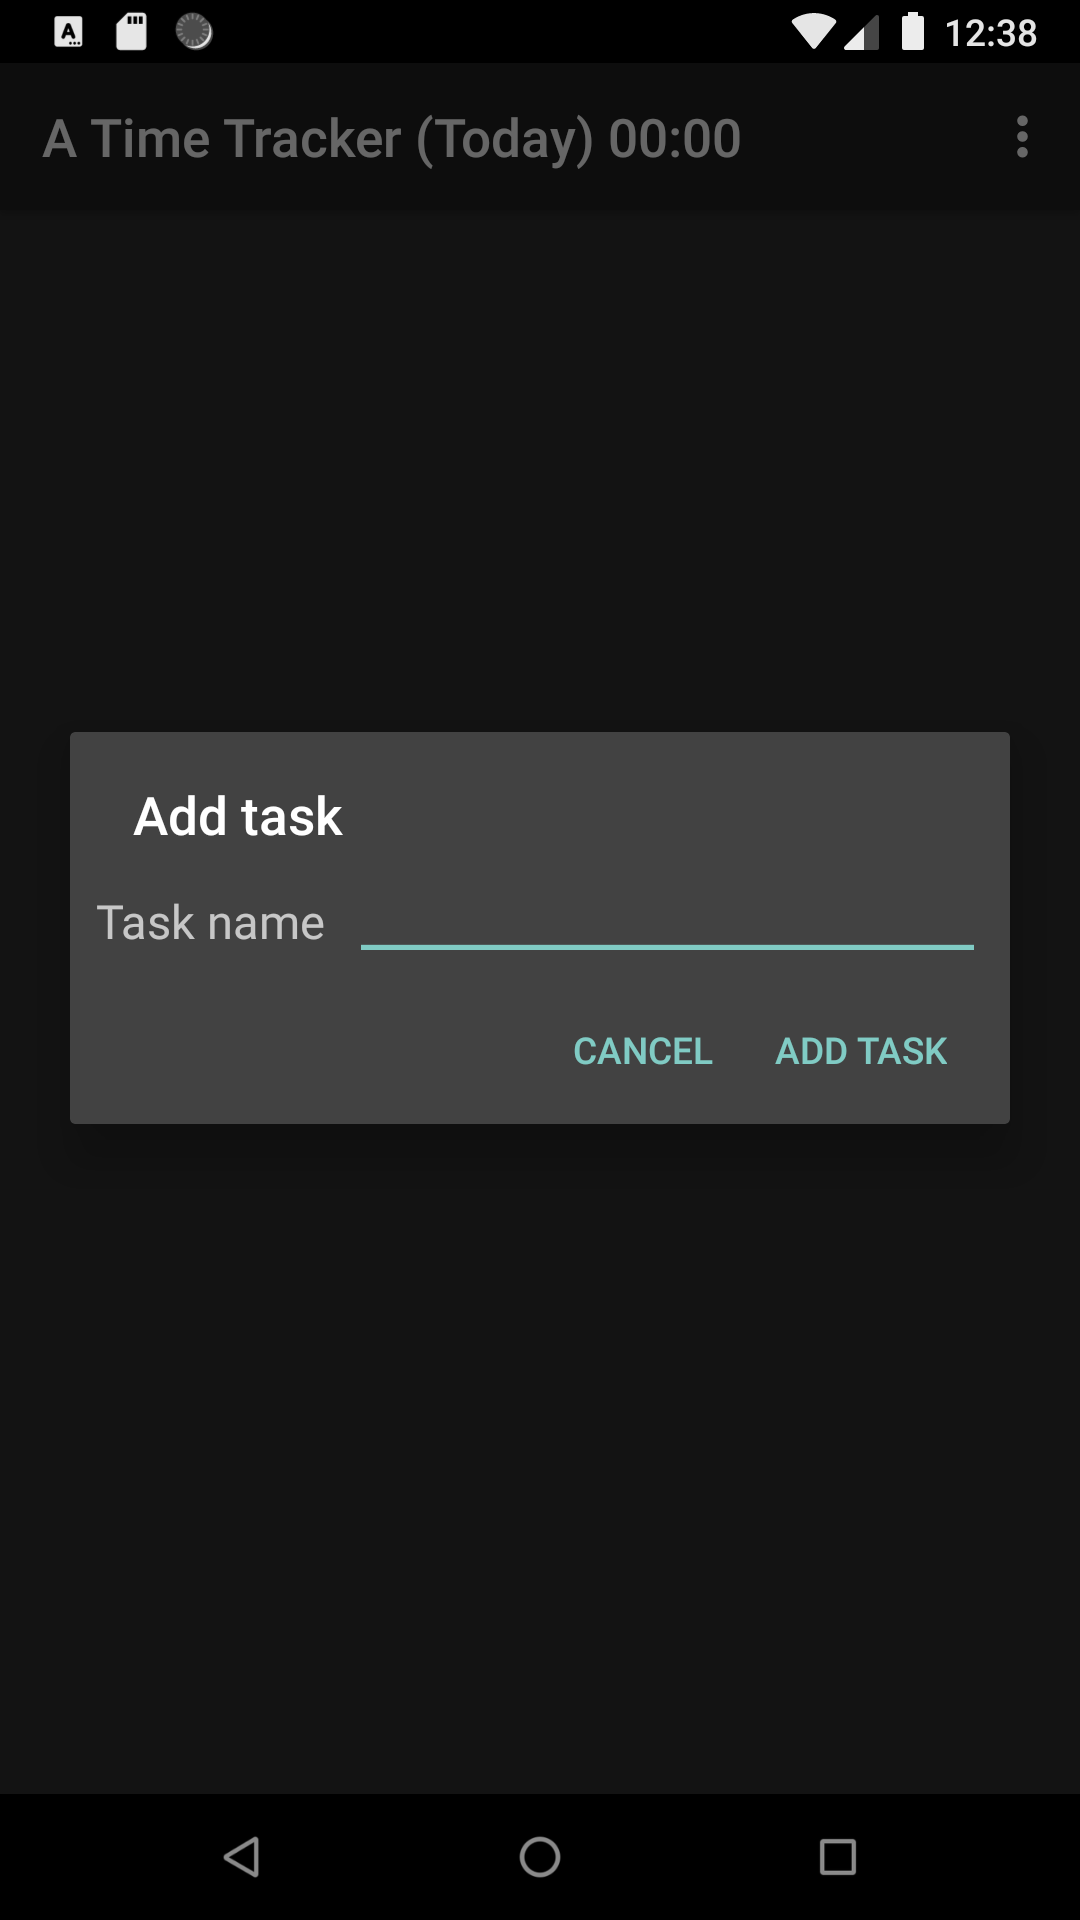 12:38
A Time Tracker (Today) 00:00
Add task
Task name
CANCEL ADD TASK